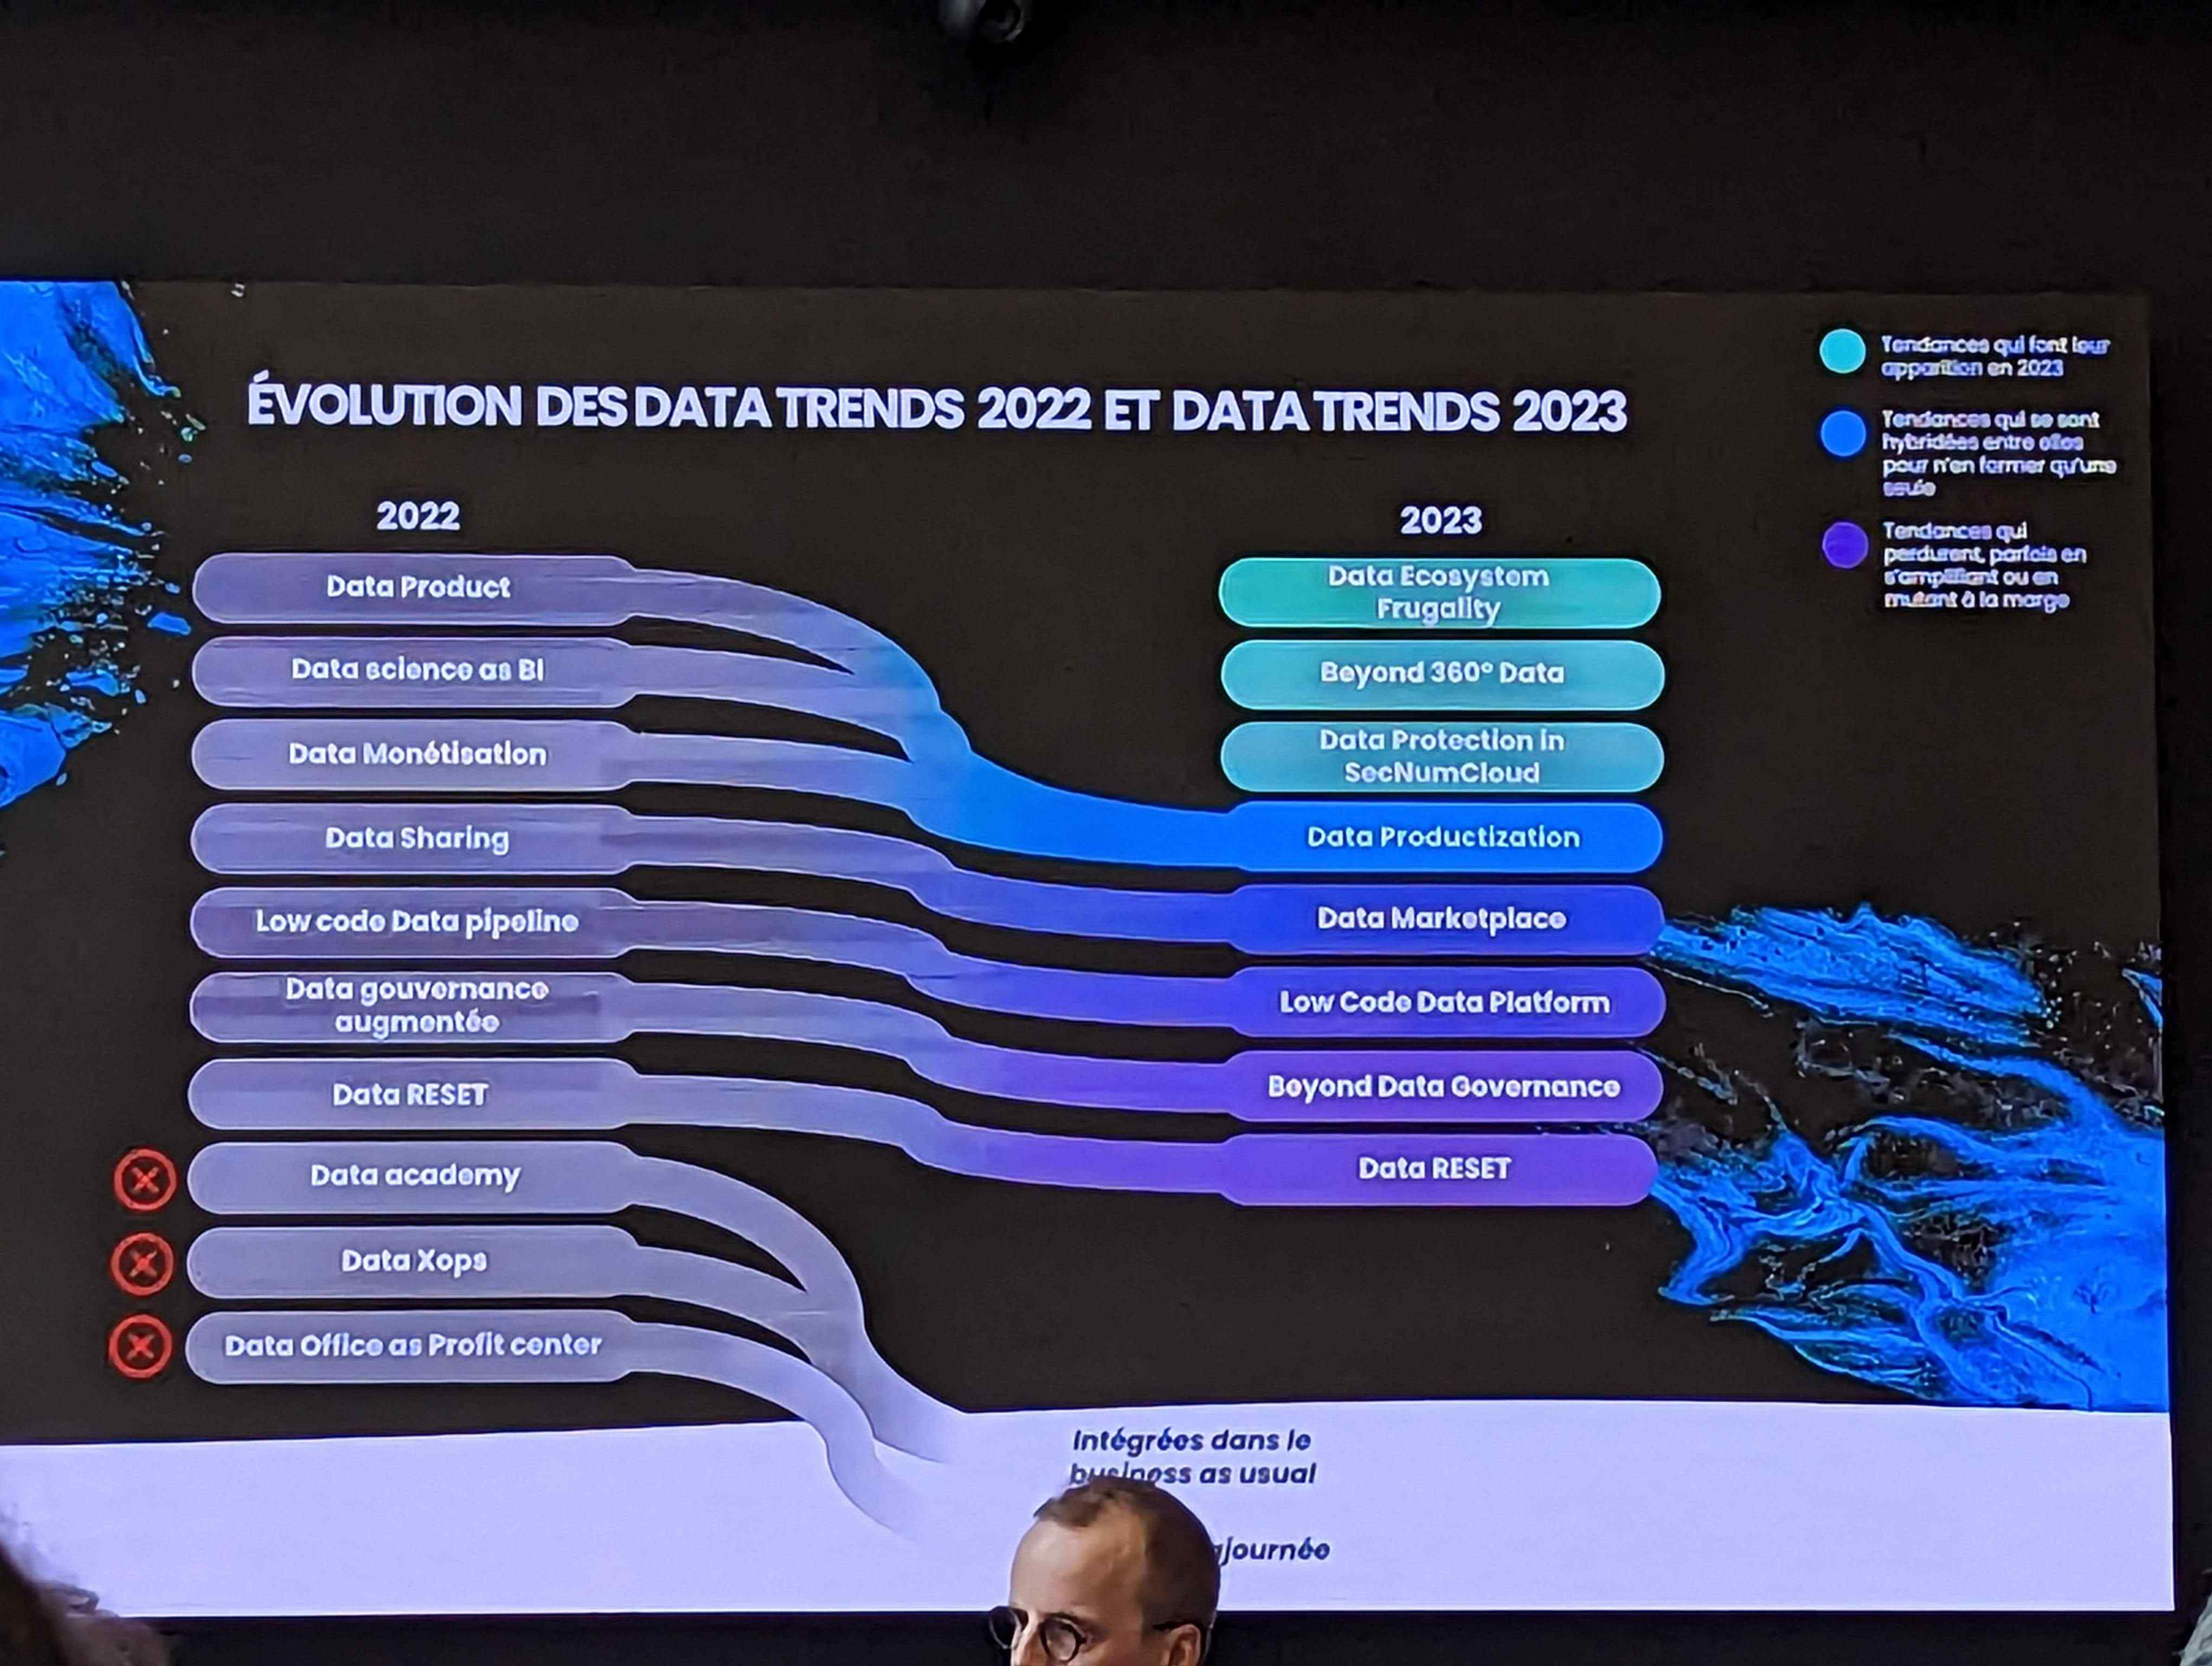 ÉVOLUTION DES DATA TRENDS 2022 ET DATA TRENDS 2023
Tendances qui font leur
apparition en 2023
Tendances qui se sont
hybridées entre elles
pour n'en former qu'une
seule
Tendances qui
perdurent, parfois en
s'amplifiant ou en
mutant à la marge
2022
Data Product
Data science as BI
Data Monétisation
Data Sharing
Low code Data pipeline
Data gouvernance
augmentée
Data RESET
Data academy
Data Xops
Data Office as Profit center
2023
Data Ecosystem
Frugality
Beyond 360° Data
Data Protection in
SecNumCloud
Data Productization
Data Marketplace
Low Code Data Platform
Beyond Data Governance
Data RESET
Intégrées dans le
business as usual
ajournée